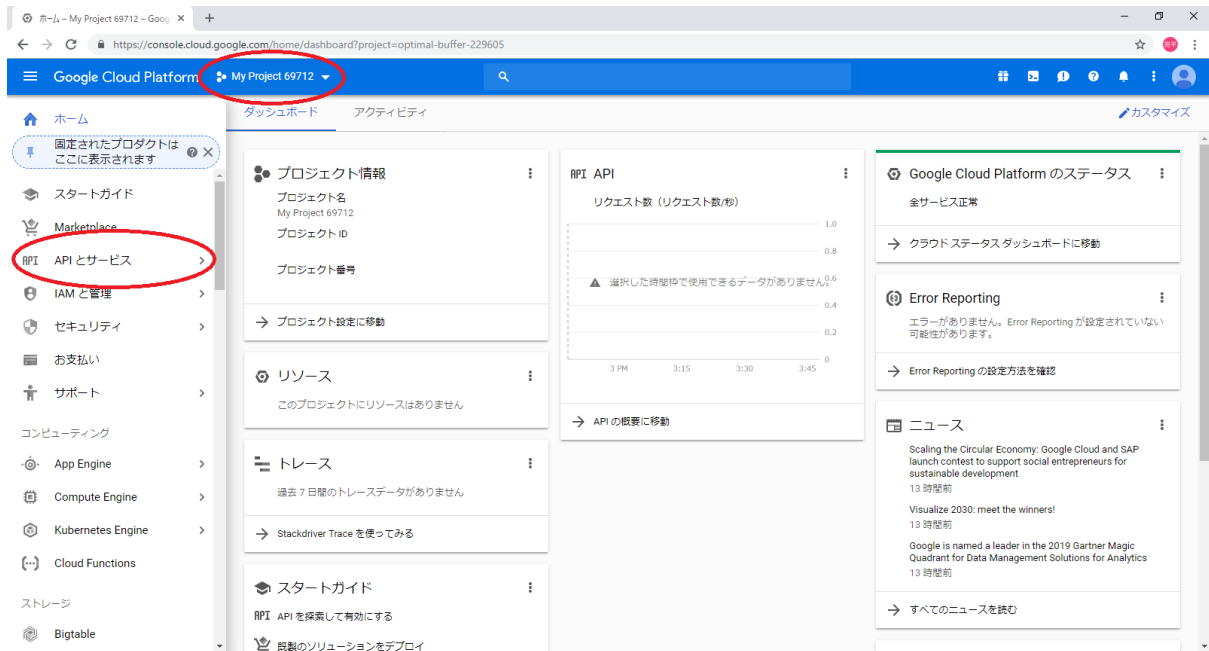 ホーム – My Project 69712 – Goog
https://console.cloud.google.com/home/dashboard?project=optimal-buffer-229605
Google Cloud Platform
My Project 69712
ホーム
固定されたプロダクトは
ここに表示されます
スタートガイド
Marketplace
API とサービス
IAM と管理
セキュリティ
お支払い
サポート
コンピューティング
App Engine
Compute Engine
Kubernetes Engine
Cloud Functions
ストレージ
Bigtable
ダッシュボード
アクティビティ
カスタマイズ
プロジェクト情報
プロジェクト名
My Project 69712
プロジェクト ID
プロジェクト番号
プロジェクト設定に移動
リソース
このプロジェクトにリソースはありません
トレース
過去 7 日間のトレースデータがありません
Stackdriver Trace を使ってみる
スタートガイド
API API を探索して有効にする
既製のソリューションをデプロイ
API API
リクエスト数（リクエスト数/秒）
1.0
0.8
選択した時間枠で使用できるデータがありません。
0.6
0.4
0.2
0
3 PM
3:15
3:30
3:45
API の概要に移動
Google Cloud Platform のステータス
全サービス正常
クラウド ステータス ダッシュボードに移動
Error Reporting
エラーがありません。Error Reporting が設定されていない
可能性があります。
Error Reporting の設定方法を確認
ニュース
Scaling the Circular Economy: Google Cloud and SAP
launch contest to support social entrepreneurs for
sustainable development
13 時間前
Visualize 2030: meet the winners!
13 時間前
Google is named a leader in the 2019 Gartner Magic
Quadrant for Data Management Solutions for Analytics
13 時間前
すべてのニュースを読む